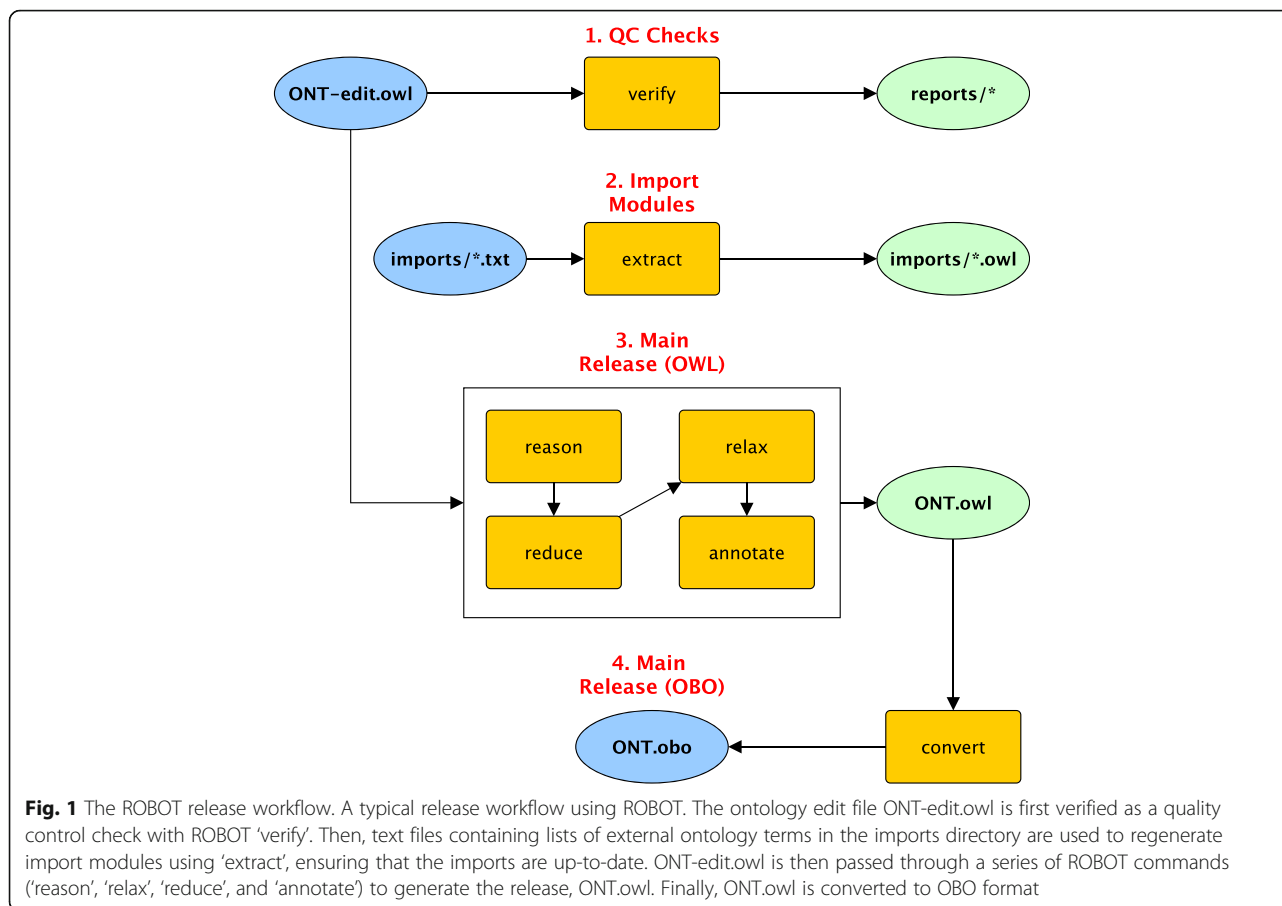 1. QC Checks
ONT-edit.owl
verify
reports/*
2. Import
Modules
imports/*.txt
extract
imports/*.owl
3. Main
Release (OWL)
reason
relax
reduce
annotate
ONT.owl
4. Main
Release (OBO)
ONT.obo
convert
Fig. 1 The ROBOT release workflow. A typical release workflow using ROBOT. The ontology edit file ONT-edit.owl is first verified as a quality
control check with ROBOT ‘verify’. Then, text files containing lists of external ontology terms in the imports directory are used to regenerate
import modules using ‘extract’, ensuring that the imports are up-to-date. ONT-edit.owl is then passed through a series of ROBOT commands
(‘reason’, ‘relax’, ‘reduce’, and ‘annotate’) to generate the release, ONT.owl. Finally, ONT.owl is converted to OBO format